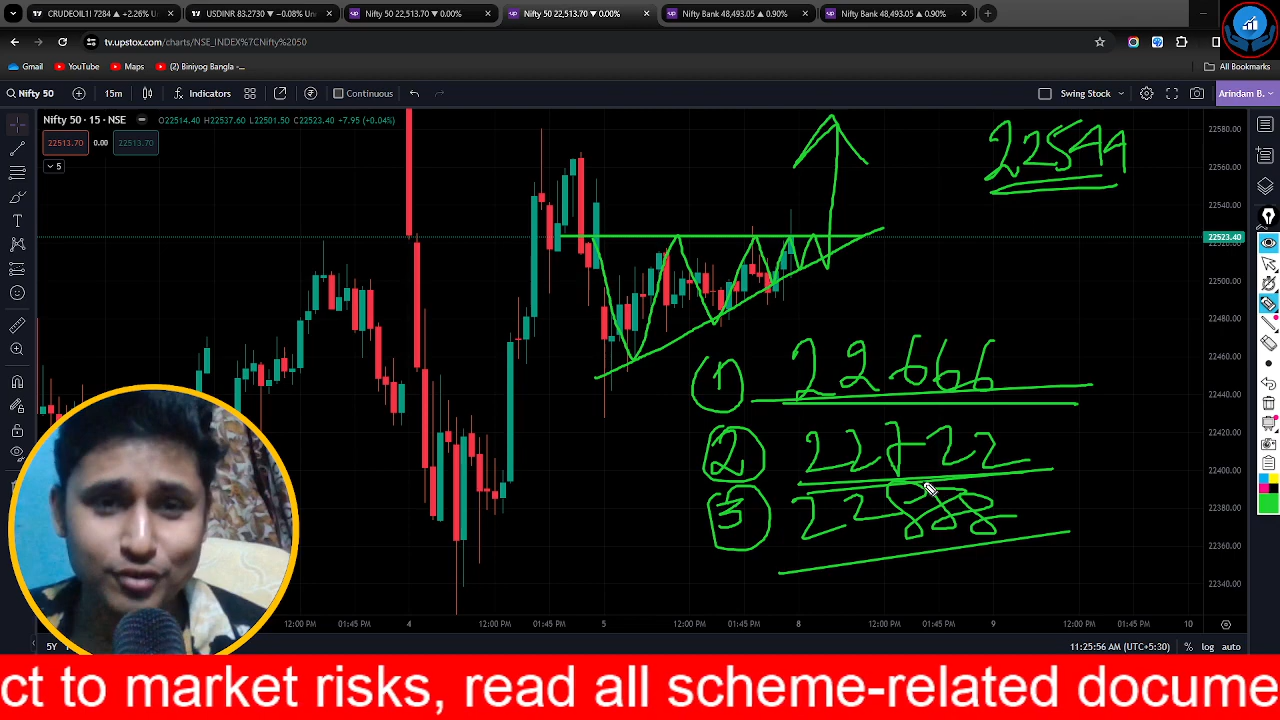 CRUDEOIL1! 7284 ▲ +2.26%
USDINR 83.2730 ▼ −0.08%
Nifty 50 22,513.70 ▼ 0.00%
Nifty 50 22,513.70 ▼ 0.00%
Nifty Bank 48,493.05 ▲ 0.90%
Nifty Bank 48,493.05 ▲ 0.90%
tv.upstox.com/charts/NSE_INDEX%7CNifty%2050
Gmail
YouTube
Maps
(2) Biniyog Bangla -...
All Bookmarks
Nifty 50
15m
Indicators
Continuous
Swing Stock
Arindam B.
Nifty 50 · 15 · NSE
O22514.40 H22537.60 L22501.50 C22523.40 +7.95 (+0.04%)
22513.70 0.00 22513.70
5
22544
1 22666
2 22722
3 22888
22580.00
22560.00
22540.00
22523.40
22500.00
22480.00
22460.00
22440.00
22420.00
22400.00
22380.00
22360.00
22340.00
12:00 PM 01:45 PM 4 12:00 PM 01:45 PM 5 12:00 PM 01:45 PM 8 12:00 PM 01:45 PM 9 12:00 PM 01:45 PM 10
5Y
11:25:56 AM (UTC+5:30) % log auto
ct to market risks, read all scheme-related docume